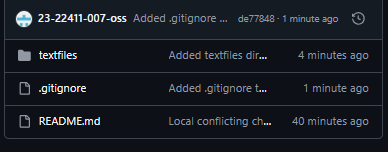 23-22411-007-oss Added .gitignore ... de77848 · 1 minute ago
textfiles Added textfiles dir... 4 minutes ago
.gitignore Added .gitignore t... 1 minute ago
README.md Local conflicting ch... 40 minutes ago